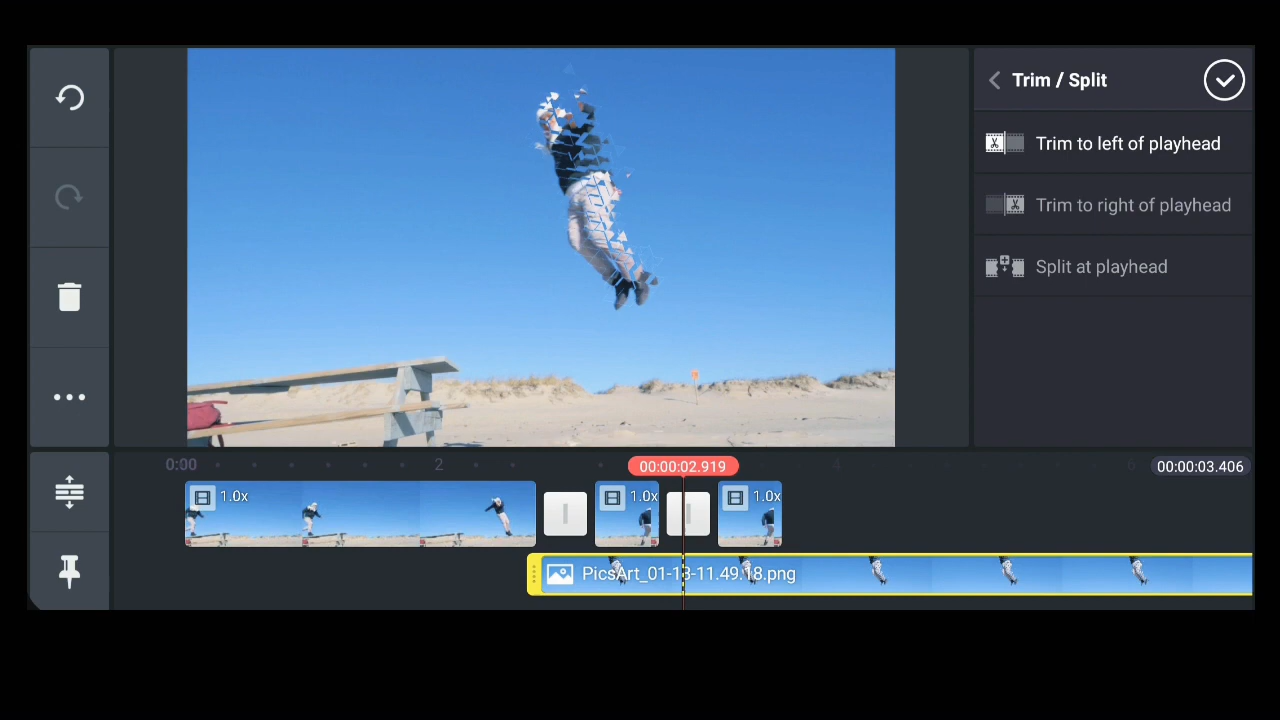 Trim / Split
Trim to left of playhead
Trim to right of playhead
Split at playhead
0:00
2
00:00:02.919
4
6
00:00:03.406
1.0x
1.0x
1.0x
PicsArt_01-13-11.49.18.png